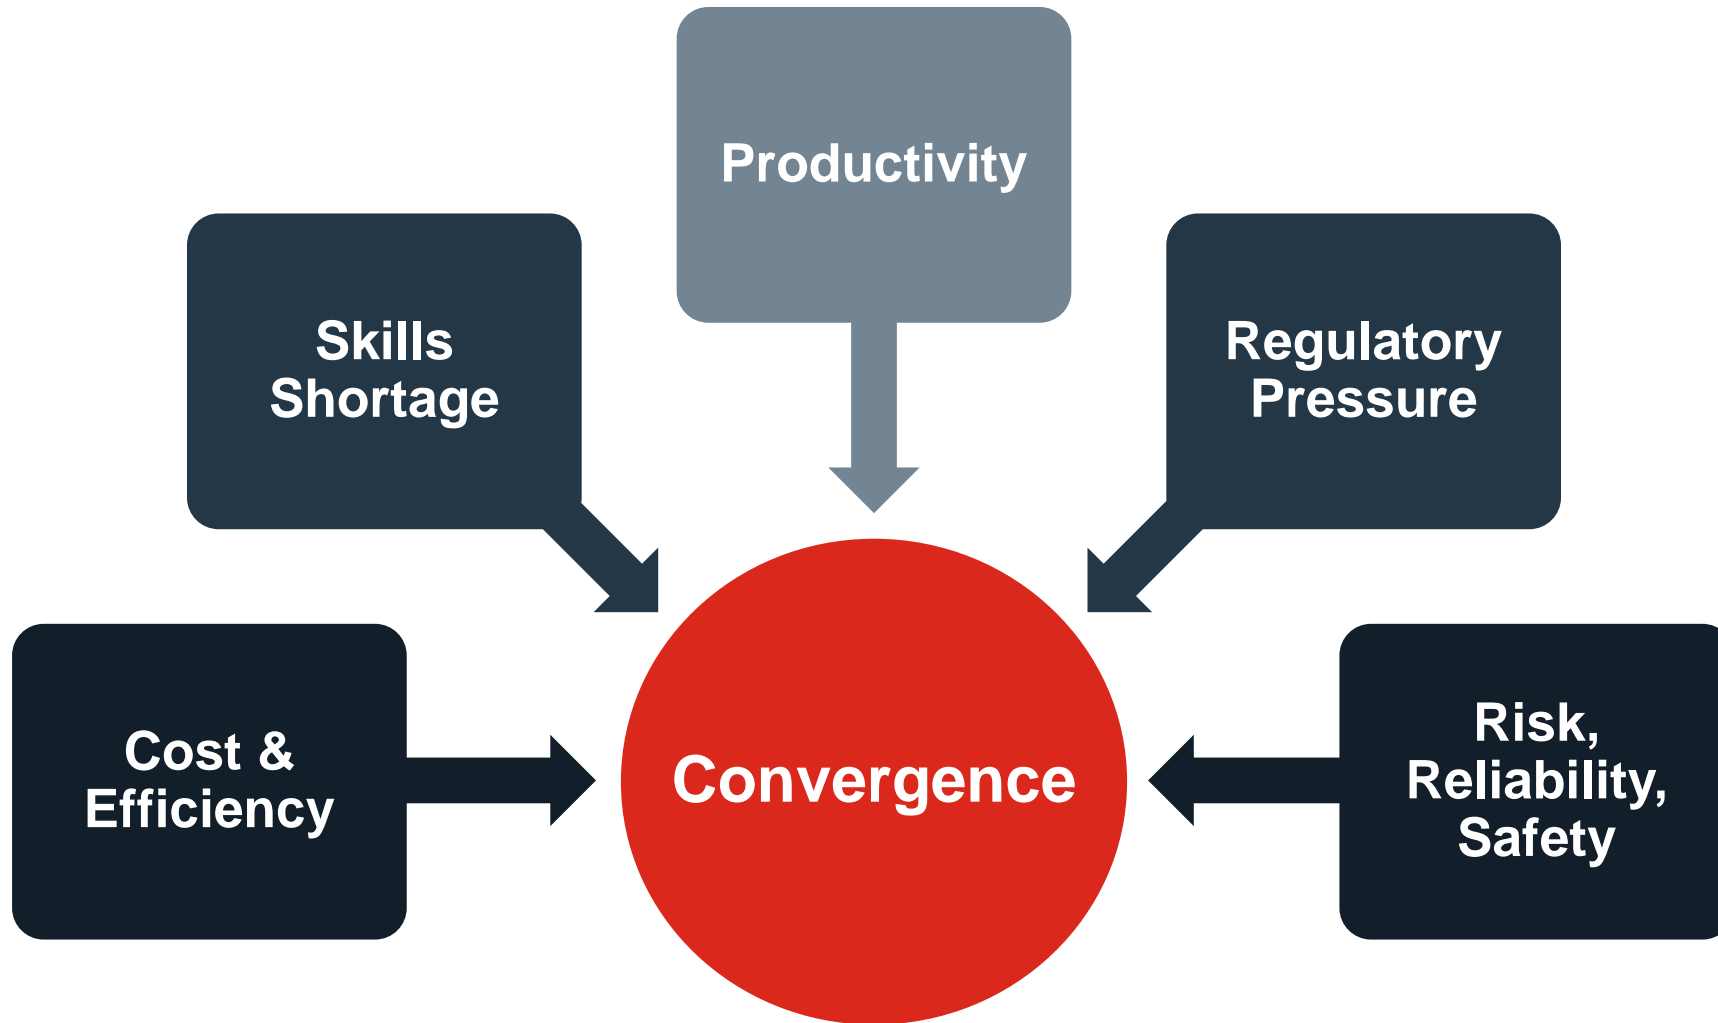 Productivity
Skills
Shortage
Regulatory
Pressure
Cost &
Efficiency
Convergence
Risk,
Reliability,
Safety